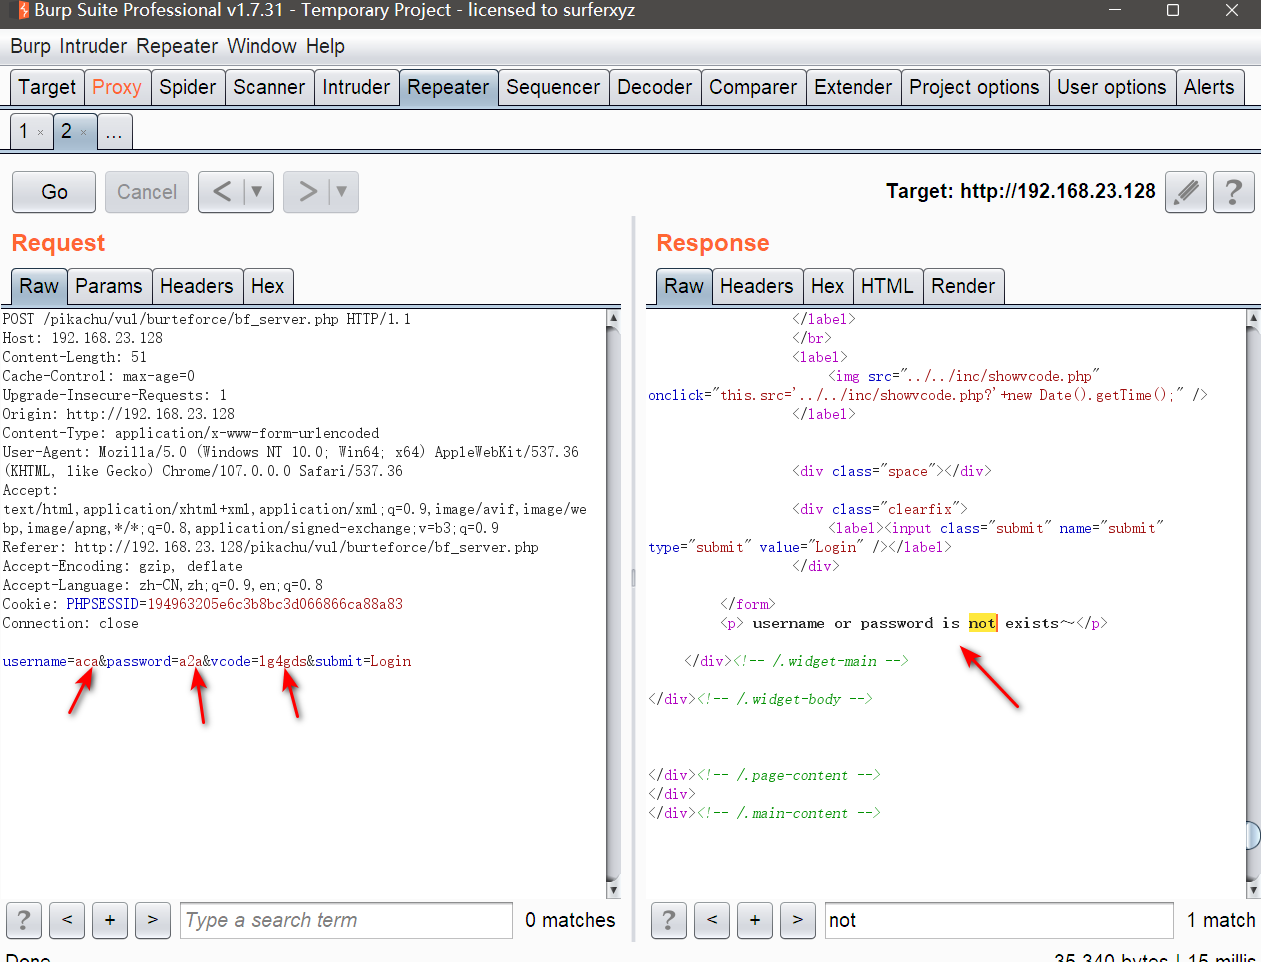 Burp Suite Professional v1.7.31 - Temporary Project - licensed to surferxyz
Burp Intruder Repeater Window Help
Target Proxy Spider Scanner Intruder Repeater Sequencer Decoder Comparer Extender Project options User options Alerts
1 × 2 × ...
Go Cancel < ▼ > ▼ Target: http://192.168.23.128 ?
Request
Raw Params Headers Hex
POST /pikachu/vul/burteforce/bf_server.php HTTP/1.1
Host: 192.168.23.128
Content-Length: 51
Cache-Control: max-age=0
Upgrade-Insecure-Requests: 1
Origin: http://192.168.23.128
Content-Type: application/x-www-form-urlencoded
User-Agent: Mozilla/5.0 (Windows NT 10.0; Win64; x64) AppleWebKit/537.36
(KHTML, like Gecko) Chrome/107.0.0.0 Safari/537.36
Accept:
text/html,application/xhtml+xml,application/xml;q=0.9,image/avif,image/we
bp,image/apng,*/*;q=0.8,application/signed-exchange;v=b3;q=0.9
Referer: http://192.168.23.128/pikachu/vul/burteforce/bf_server.php
Accept-Encoding: gzip, deflate
Accept-Language: zh-CN,zh;q=0.9,en;q=0.8
Cookie: PHPSESSID=194963205e6c3b8bc3d066866ca88a83
Connection: close
username=aca&password=a2a&vcode=1g4gds&submit=Login
? < + > Type a search term 0 matches
Response
Raw Headers Hex HTML Render
</label>
</br>
<label>
<img src="../../inc/showvcode.php"
onclick="this.src='../../inc/showvcode.php?'+new Date().getTime();" />
</label>
<div class="space"></div>
<div class="clearfix">
<label><input class="submit" name="submit"
type="submit" value="Login" /></label>
</div>
</form>
<p> username or password is not exists～</p>
</div><!-- /.widget-main -->
</div><!-- /.widget-body -->
</div><!-- /.page-content -->
</div>
</div><!-- /.main-content -->
? < + > not 1 match
Done 35,340 bytes | 15 millis